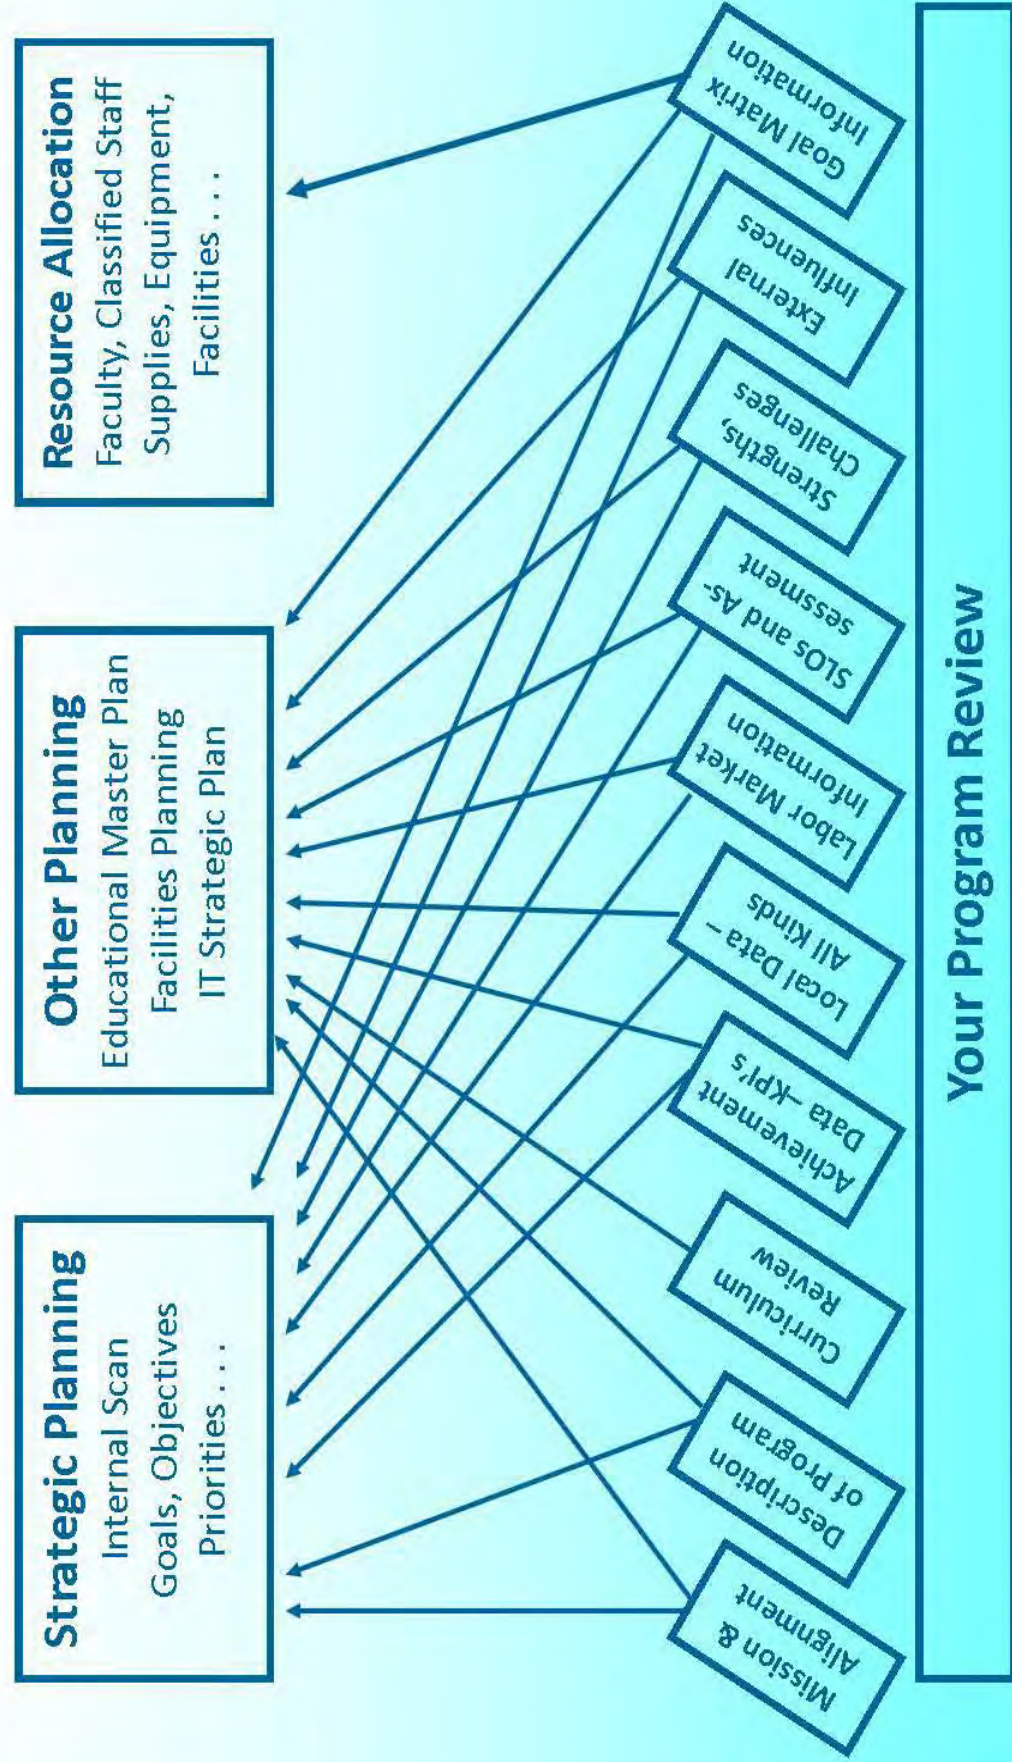 Strategic Planning
Internal Scan
Goals, Objectives
Priorities . . .
Other Planning
Educational Master Plan
Facilities Planning
IT Strategic Plan
Resource Allocation
Faculty, Classified Staff
Supplies, Equipment,
Facilities . . .
Mission &
Alignment
Description
of Program
Curriculum
Review
Achievement
Data –KPI's
Local Data –
All Kinds
Labor Market
Information
SLOs and As-
sessment
Strengths,
Challenges
External
Influences
Goal Matrix
Information
Your Program Review